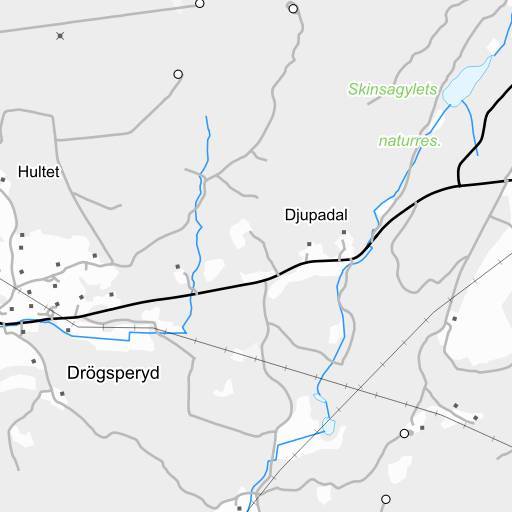 Skinsagylets
naturres.
Hultet
Djupadal
Drögsperyd